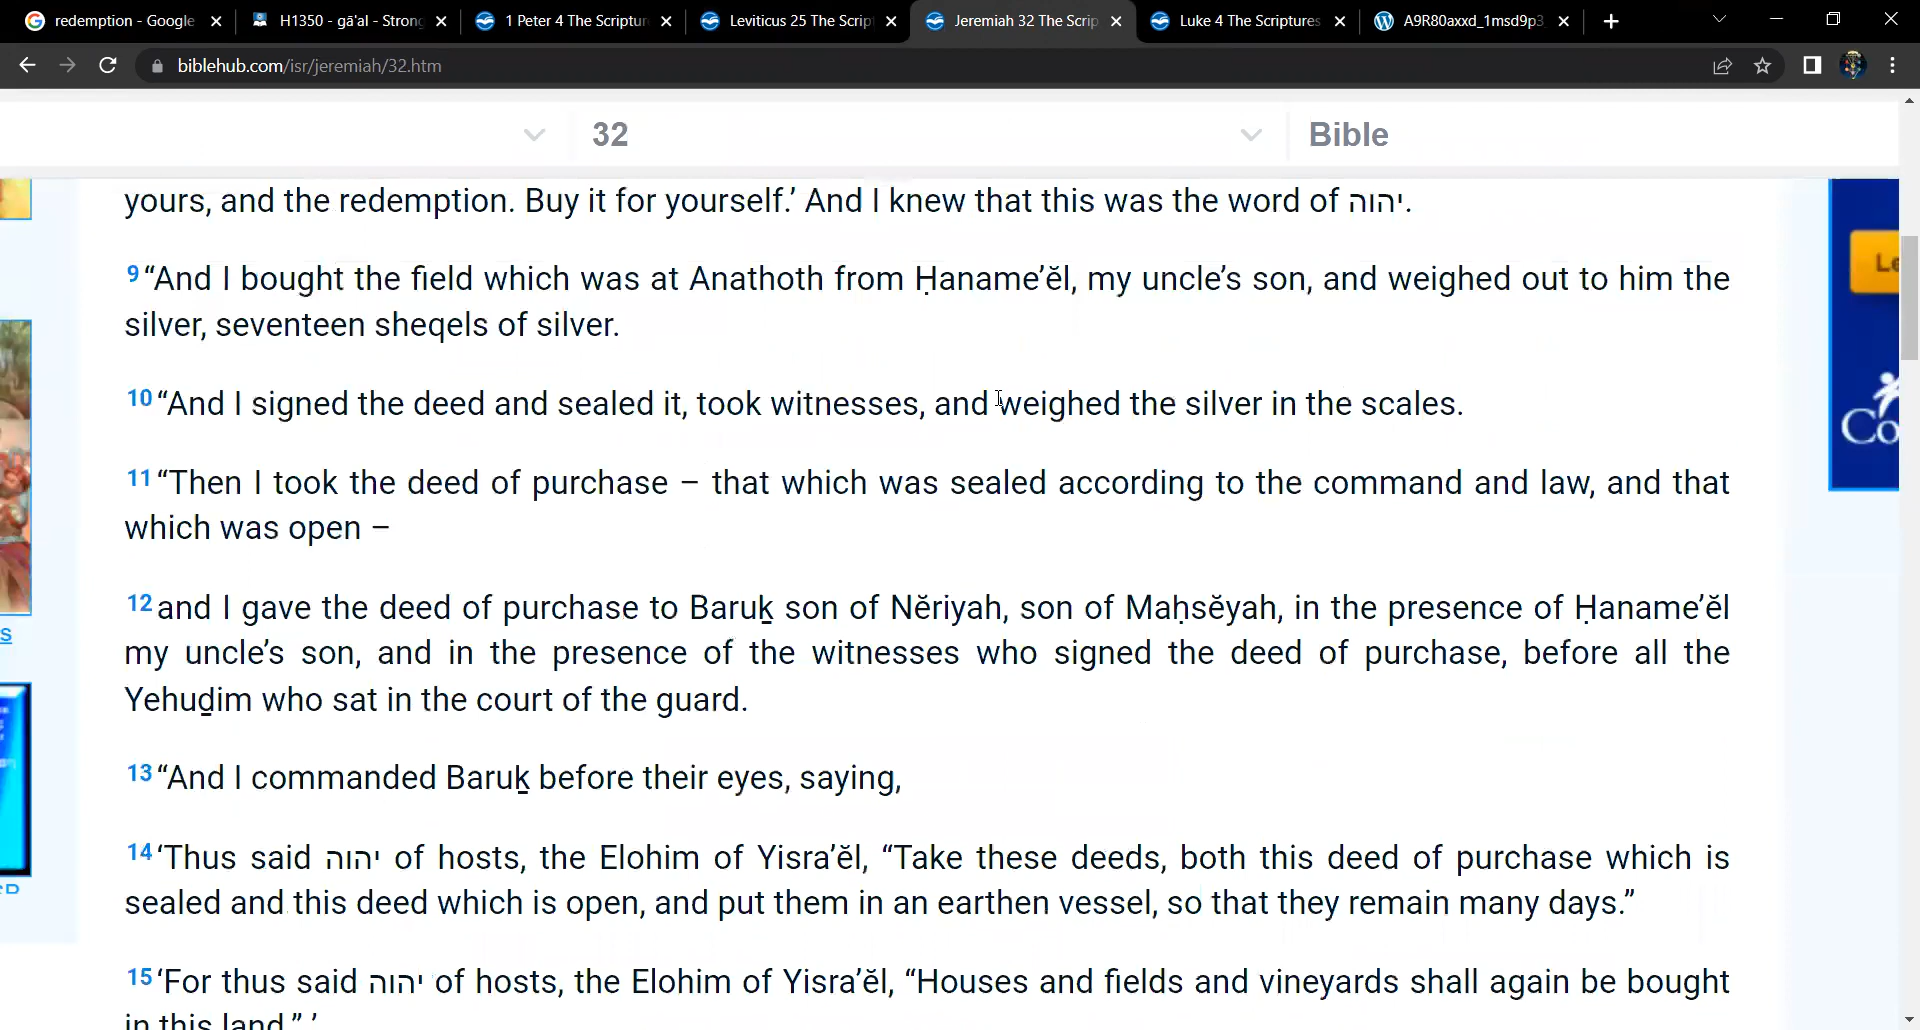 redemption - Google
H1350 - gā'al - Strong
1 Peter 4 The Scriptur
Leviticus 25 The Script
Jeremiah 32 The Scrip
Luke 4 The Scriptures
A9R80axxd_1msd9p3
biblehub.com/isr/jeremiah/32.htm
32
Bible
yours, and the redemption. Buy it for yourself.’ And I knew that this was the word of יהוה.
9 “And I bought the field which was at Anathoth from Ḥaname’ĕl, my uncle’s son, and weighed out to him the
silver, seventeen sheqels of silver.
10 “And I signed the deed and sealed it, took witnesses, and weighed the silver in the scales.
11 “Then I took the deed of purchase – that which was sealed according to the command and law, and that
which was open –
12 and I gave the deed of purchase to Baruḵ son of Nĕriyah, son of Maḥsĕyah, in the presence of Ḥaname’ĕl
my uncle’s son, and in the presence of the witnesses who signed the deed of purchase, before all the
Yehuḏim who sat in the court of the guard.
13 “And I commanded Baruḵ before their eyes, saying,
14 ‘Thus said יהוה of hosts, the Elohim of Yisra’ĕl, “Take these deeds, both this deed of purchase which is
sealed and this deed which is open, and put them in an earthen vessel, so that they remain many days.”
15 ‘For thus said יהוה of hosts, the Elohim of Yisra’ĕl, “Houses and fields and vineyards shall again be bought
in this land.” ’
Le
Co
s